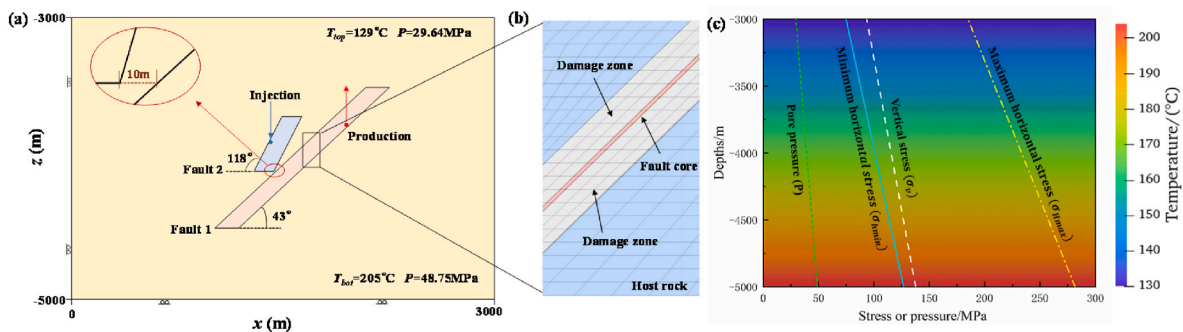 (a)
-3000
T_top=129°C P=29.64MPa
10m
Injection
Production
118°
Fault 2
43°
Fault 1
T_bot=205°C P=48.75MPa
z (m)
-5000
0
3000
x (m)
(b)
Damage zone
Fault core
Damage zone
Host rock
(c)
-3000
-3500
-4000
-4500
-5000
Depths/m
Pore pressure (P)
Minimum horizontal stress (σ_hmin)
Vertical stress (σ_v)
Maximum horizontal stress (σ_Hmax)
0
50
100
150
200
250
300
Stress or pressure/MPa
200
190
180
170
160
150
140
130
Temperature/(°C)